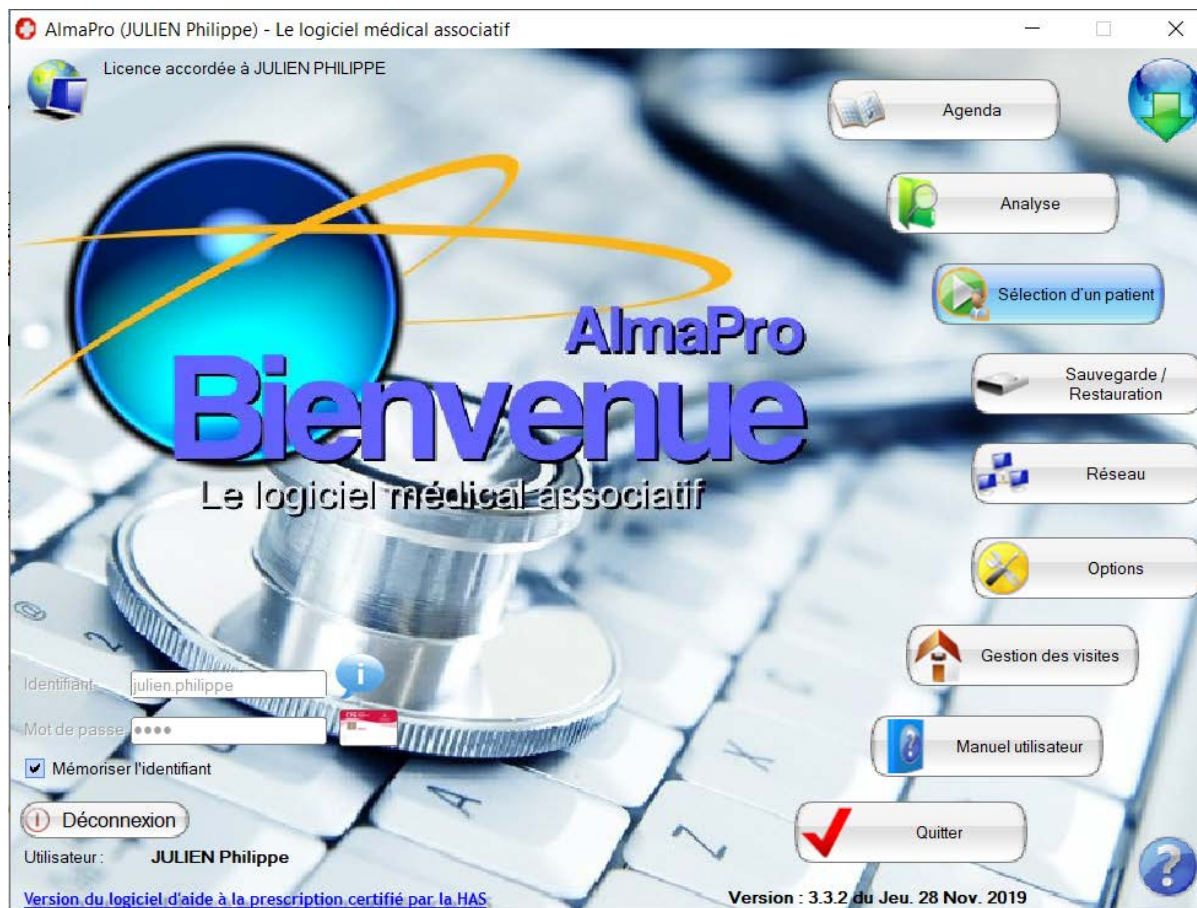 AlmaPro (JULIEN Philippe) - Le logiciel médical associatif
Licence accordée à JULIEN PHILIPPE
Agenda
Analyse
Sélection d'un patient
Sauvegarde /
Restauration
Réseau
Options
Gestion des visites
Manuel utilisateur
Quitter
AlmaPro
Bienvenue
Le logiciel médical associatif
Identifiant
julien.philippe
Mot de passe
Mémoriser l'identifiant
Déconnexion
Utilisateur : JULIEN Philippe
Version du logiciel d'aide à la prescription certifié par la HAS
Version : 3.3.2 du Jeu. 28 Nov. 2019
@
2
A
Z
X